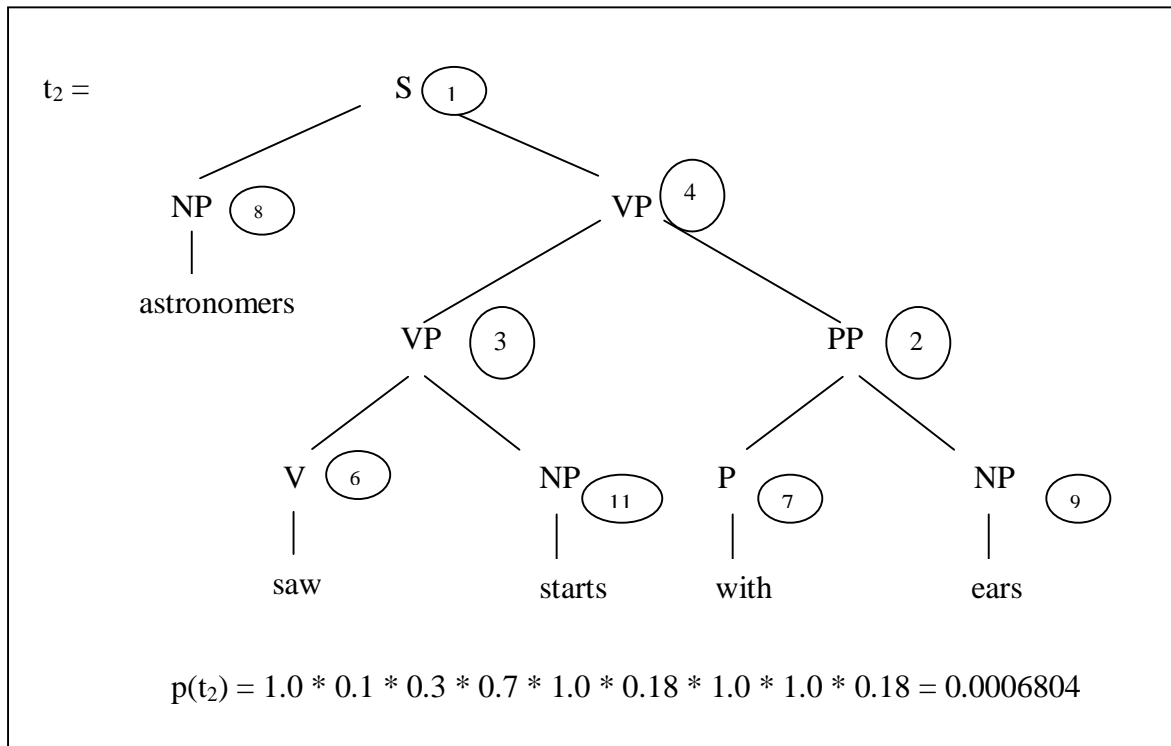 t₂ = S 1
NP 8 VP 4
astronomers
VP 3 PP 2
V 6 NP 11 P 7 NP 9
saw starts with ears
p(t₂) = 1.0 * 0.1 * 0.3 * 0.7 * 1.0 * 0.18 * 1.0 * 1.0 * 0.18 = 0.0006804